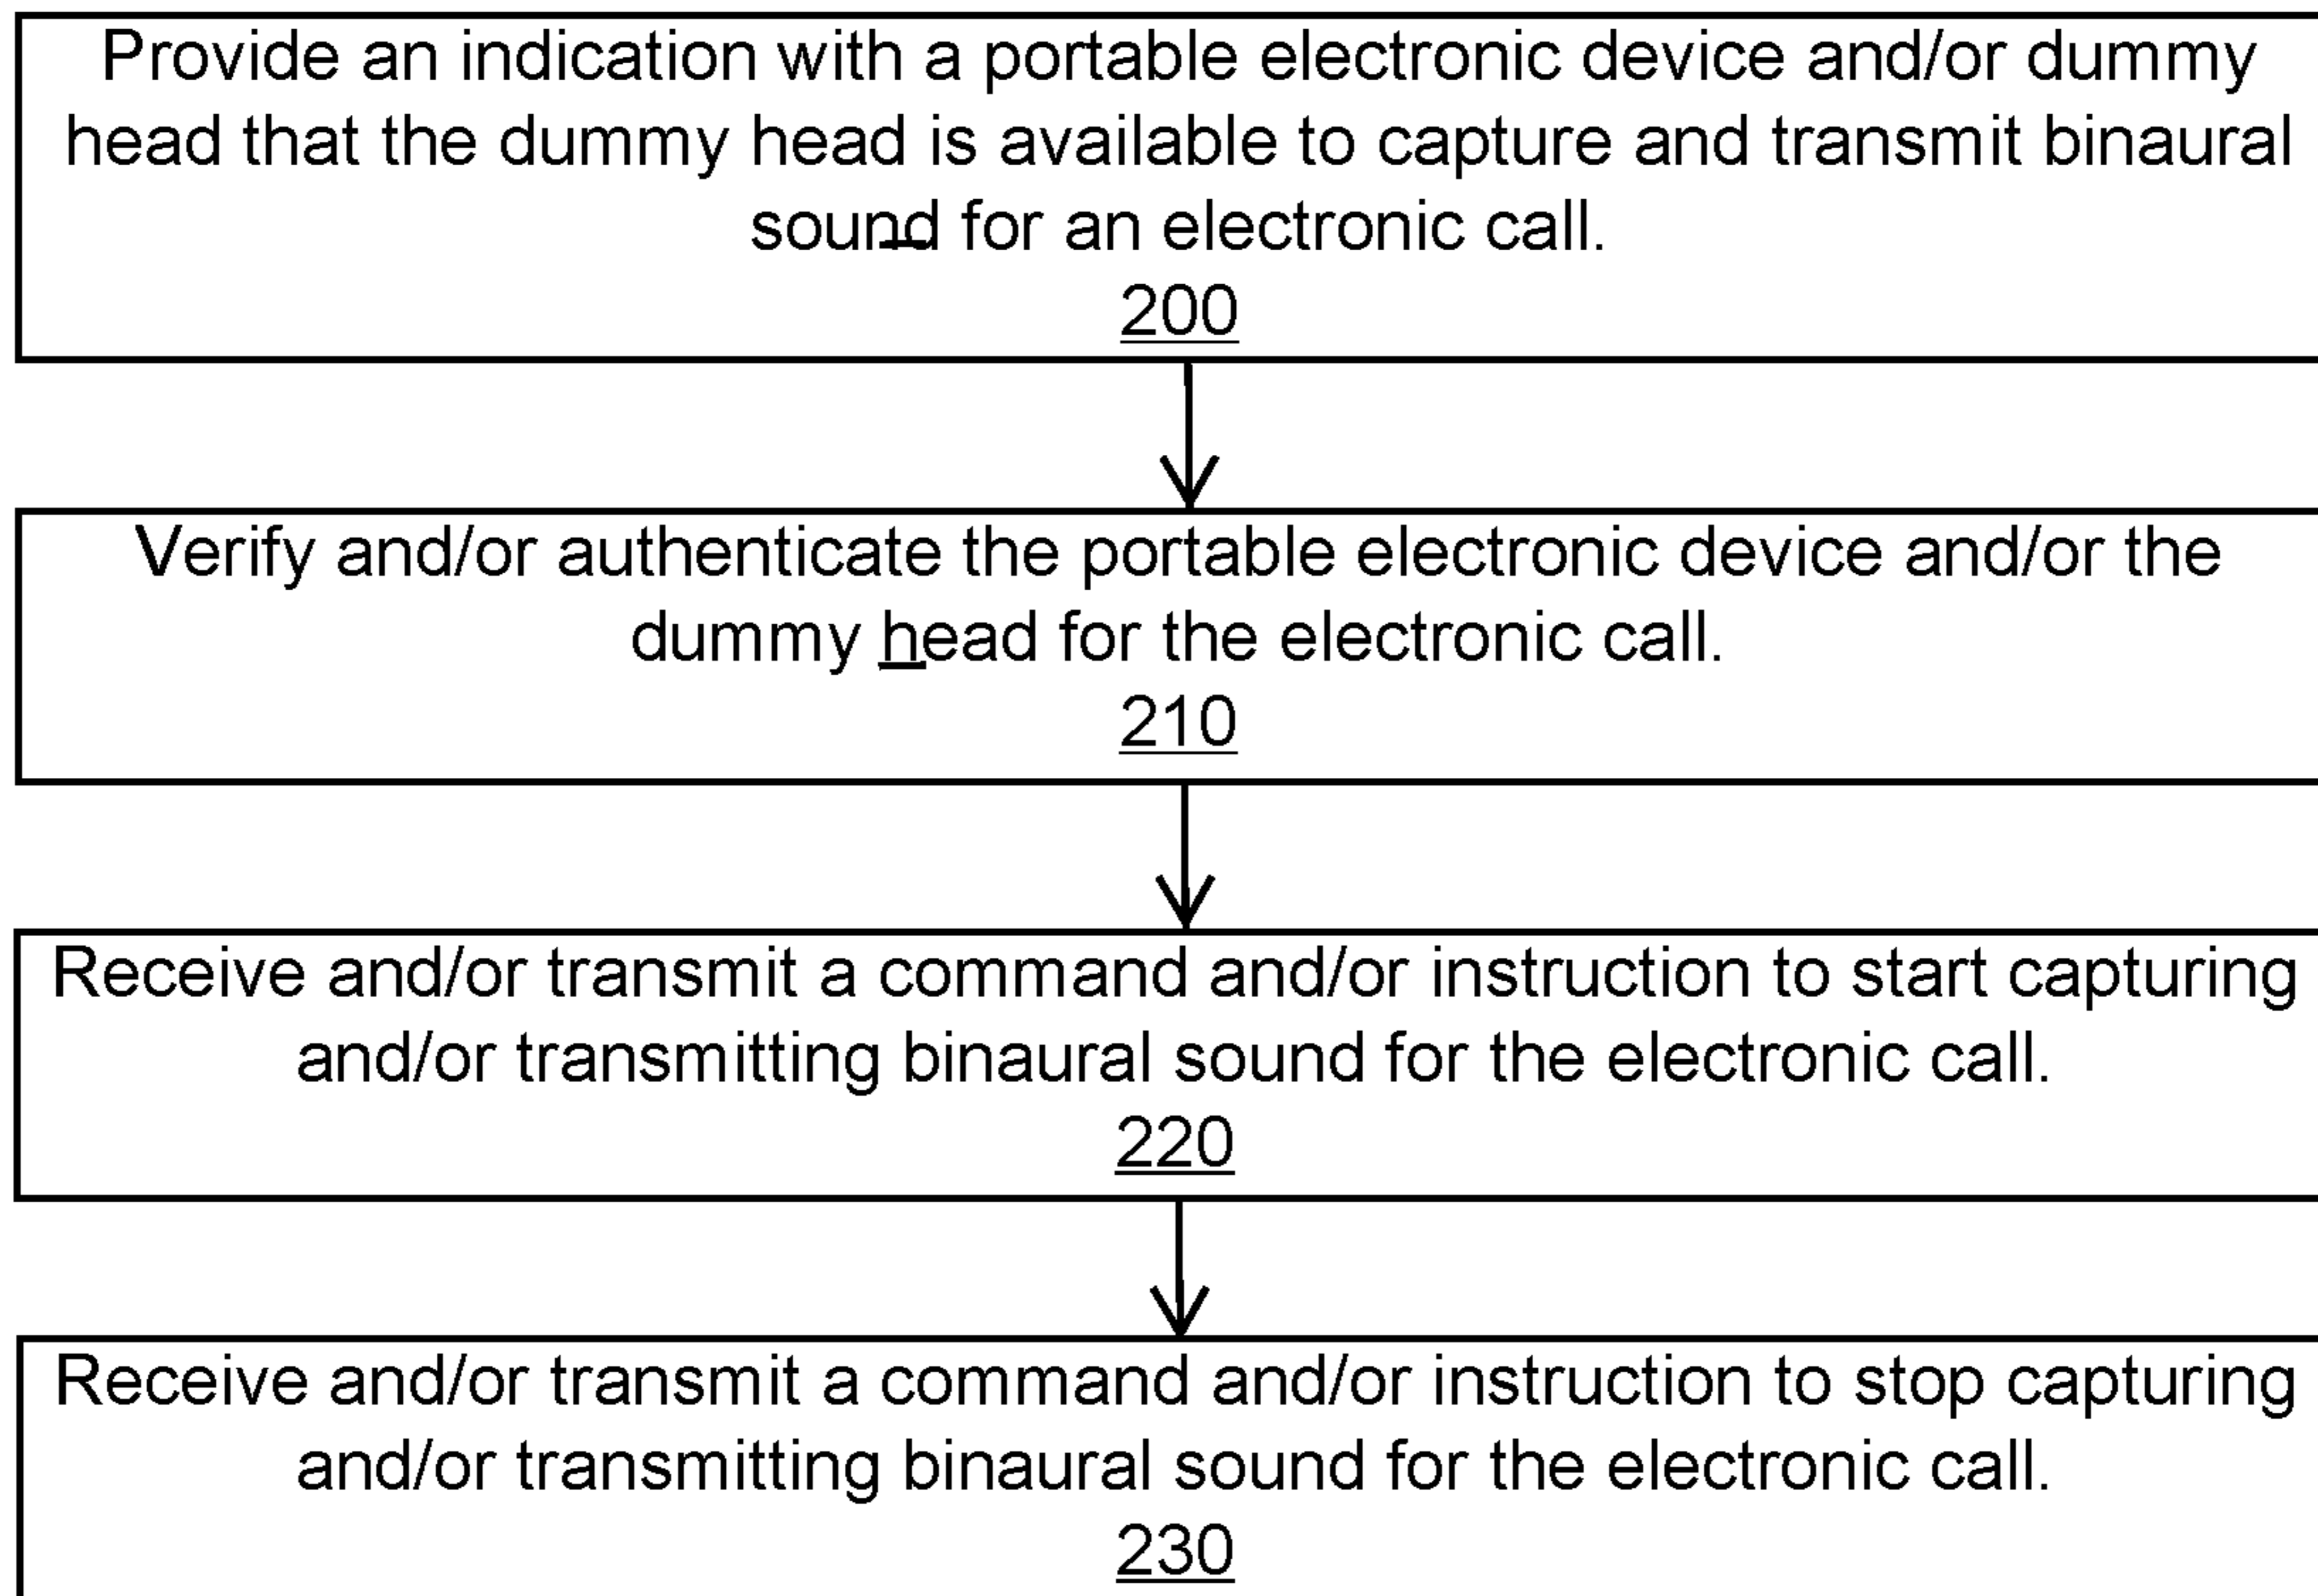 Provide an indication with a portable electronic device and/or dummy
head that the dummy head is available to capture and transmit binaural
sound for an electronic call.
200
Verify and/or authenticate the portable electronic device and/or the
dummy head for the electronic call.
210
Receive and/or transmit a command and/or instruction to start capturing
and/or transmitting binaural sound for the electronic call.
220
Receive and/or transmit a command and/or instruction to stop capturing
and/or transmitting binaural sound for the electronic call.
230